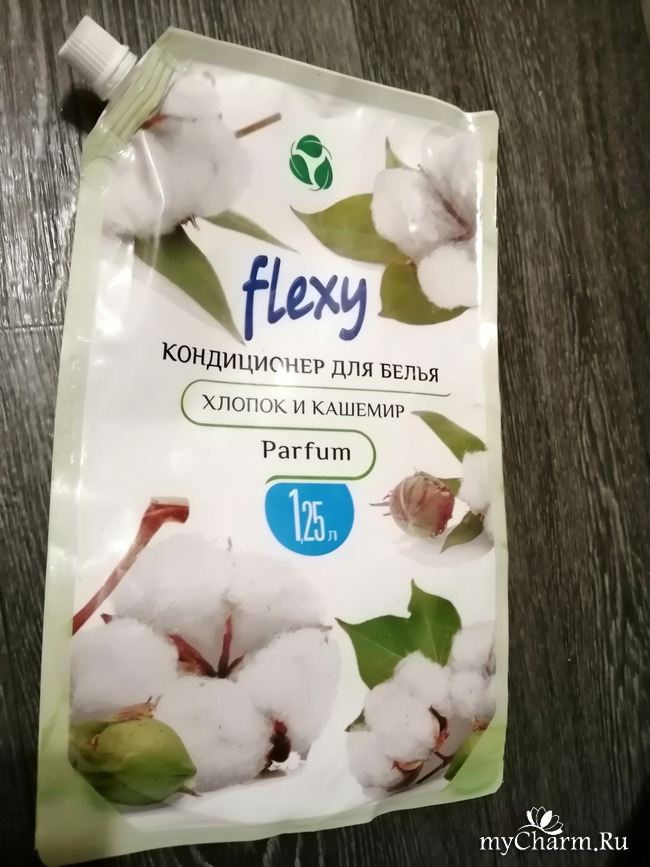 flexy
КОНДИЦИОНЕР ДЛЯ БЕЛЬЯ
ХЛОПОК И КАШЕМИР
Parfum
1,25 л
myCharm.Ru